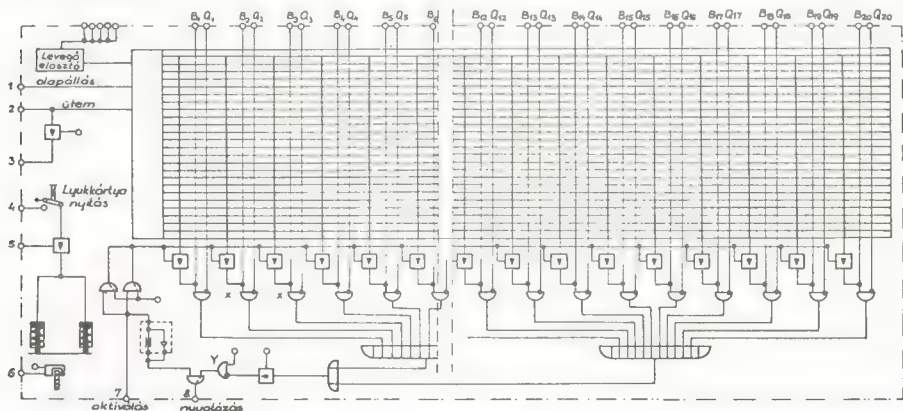 B1 Q1 B2 Q2 B3 Q3 B4 Q4 B5 Q5 B6 B12 Q12 B13 Q13 B14 Q14 B15 Q15 B16 Q16 B17 Q17 B18 Q18 B19 Q19 B20 Q20
Levegő
elosztó
1
alapállás
2
ütem
3
Lyukkártya
nyitás
4
5
x
x
Y
6
7
8
aktiválás
nyugtázás